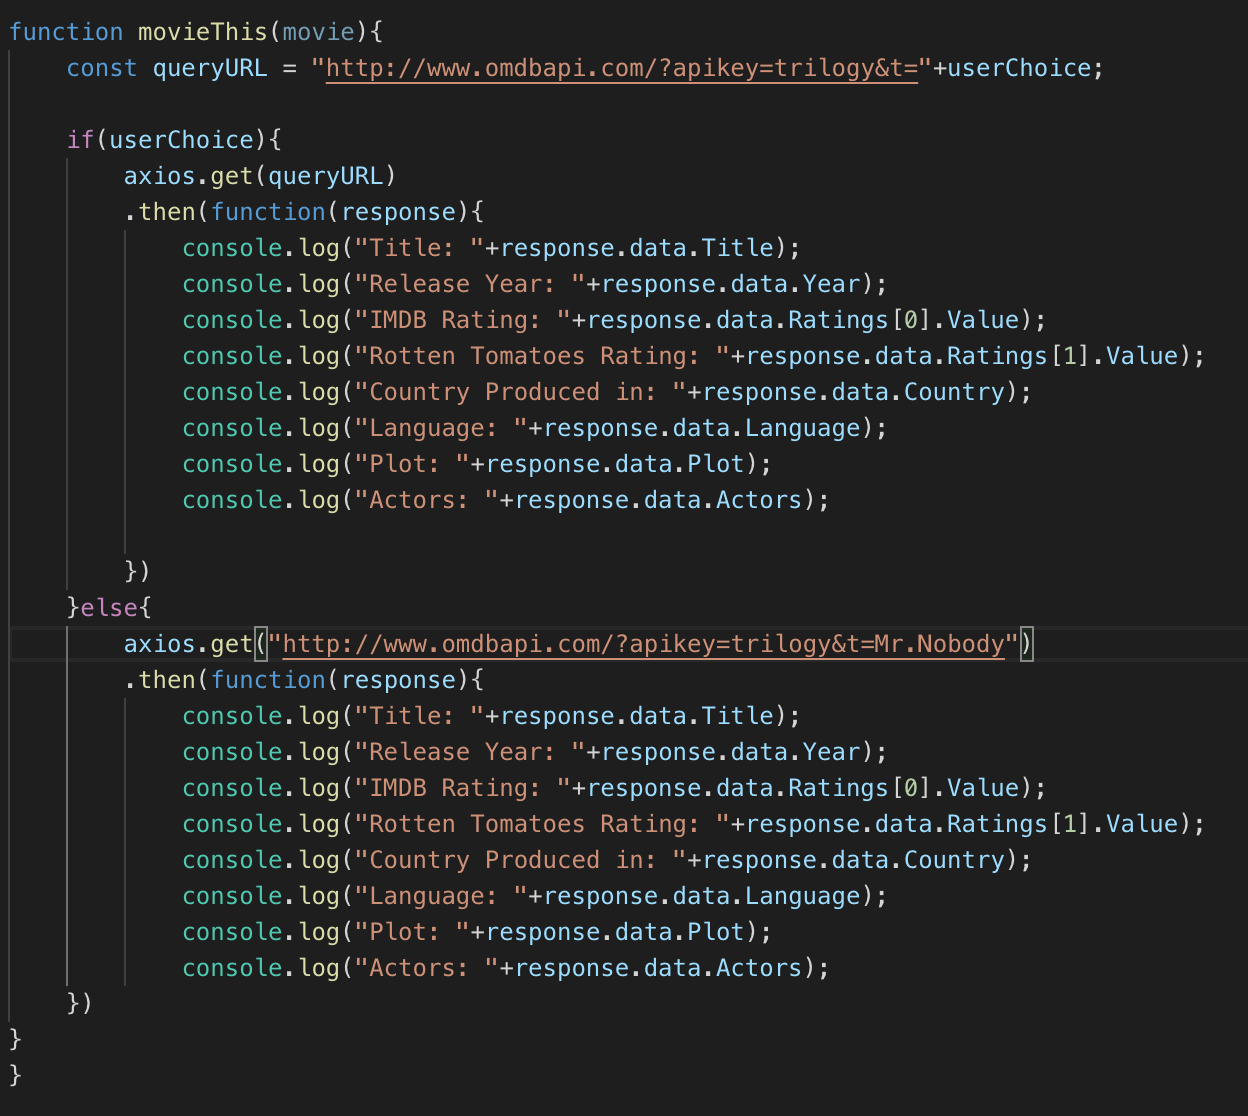 function movieThis(movie){
    const queryURL = "http://www.omdbapi.com/?apikey=trilogy&t="+userChoice;

    if(userChoice){
        axios.get(queryURL)
        .then(function(response){
            console.log("Title: "+response.data.Title);
            console.log("Release Year: "+response.data.Year);
            console.log("IMDB Rating: "+response.data.Ratings[0].Value);
            console.log("Rotten Tomatoes Rating: "+response.data.Ratings[1].Value);
            console.log("Country Produced in: "+response.data.Country);
            console.log("Language: "+response.data.Language);
            console.log("Plot: "+response.data.Plot);
            console.log("Actors: "+response.data.Actors);

        })
    }else{
        axios.get("http://www.omdbapi.com/?apikey=trilogy&t=Mr.Nobody")
        .then(function(response){
            console.log("Title: "+response.data.Title);
            console.log("Release Year: "+response.data.Year);
            console.log("IMDB Rating: "+response.data.Ratings[0].Value);
            console.log("Rotten Tomatoes Rating: "+response.data.Ratings[1].Value);
            console.log("Country Produced in: "+response.data.Country);
            console.log("Language: "+response.data.Language);
            console.log("Plot: "+response.data.Plot);
            console.log("Actors: "+response.data.Actors);
    })
}
}